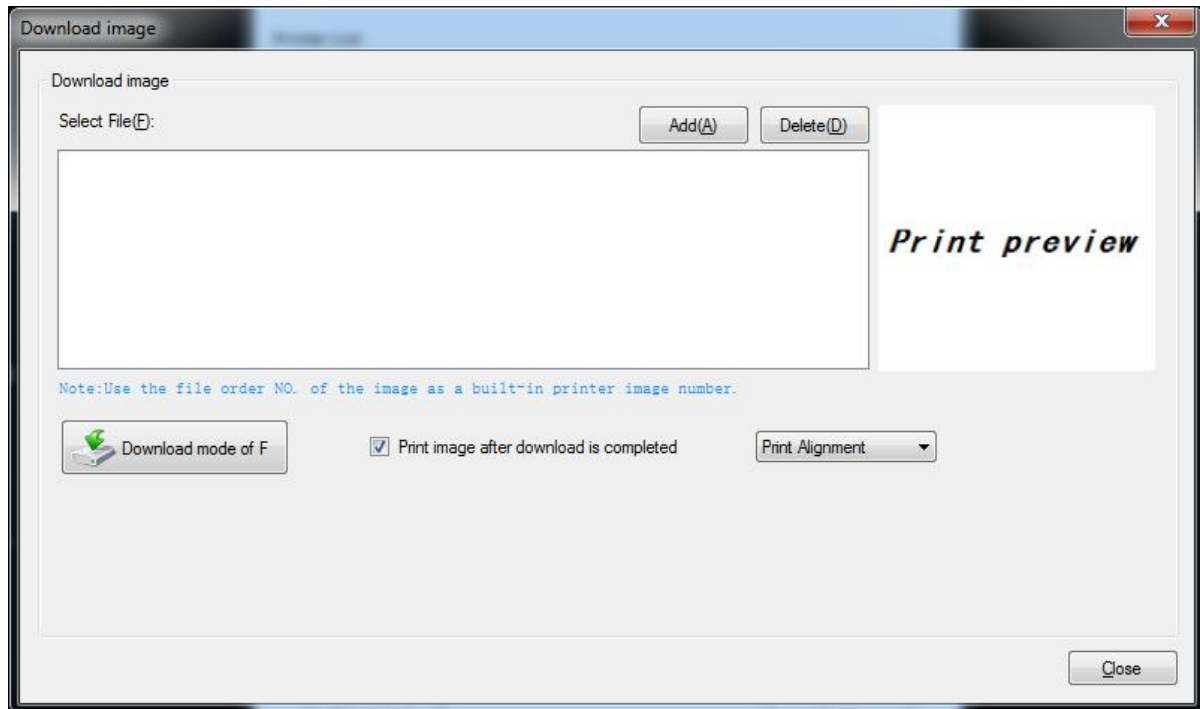 Download image
Download image
Select File(F):
Add(A)
Delete(D)
Print preview
Note:Use the file order NO. of the image as a built-in printer image number.
Download mode of F
Print image after download is completed
Print Alignment
Close